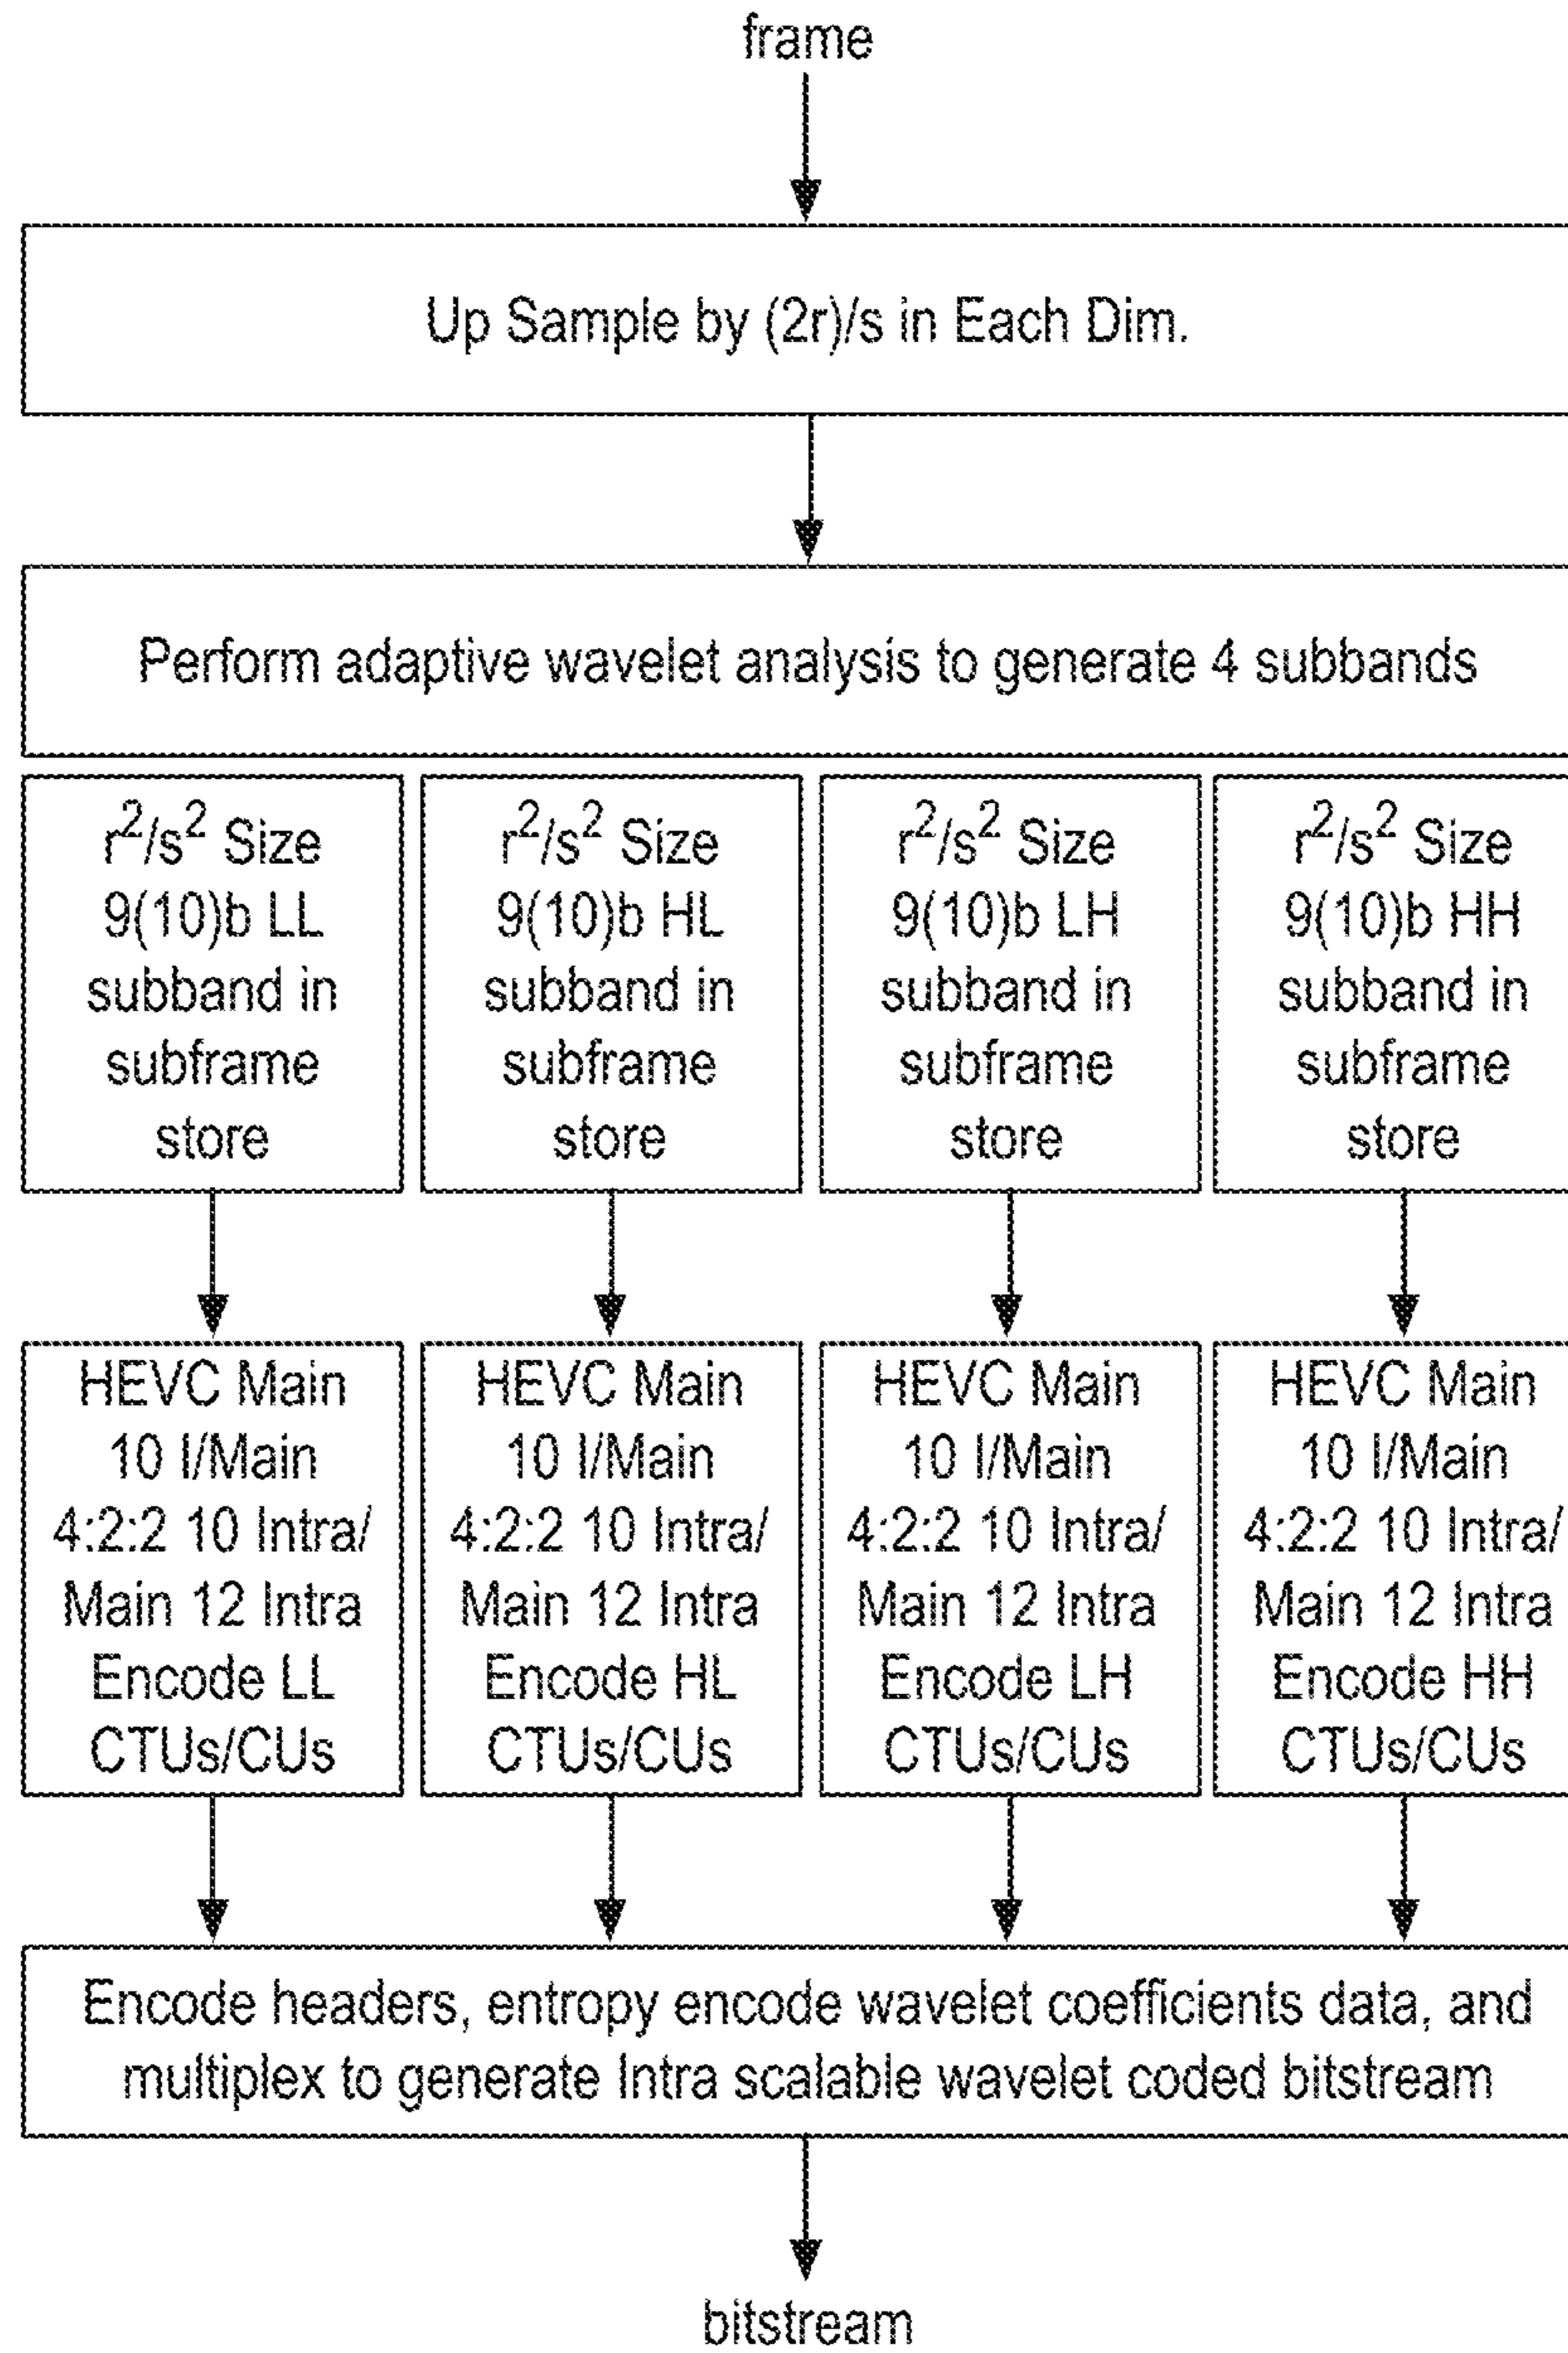 frame
Up Sample by (2r)/s in Each Dim.
Perform adaptive wavelet analysis to generate 4 subbands
r²/s² Size
9(10)b LL
subband in
subframe
store
r²/s² Size
9(10)b HL
subband in
subframe
store
r²/s² Size
9(10)b LH
subband in
subframe
store
r²/s² Size
9(10)b HH
subband in
subframe
store
HEVC Main
10 I/Main
4:2:2 10 Intra/
Main 12 Intra
Encode LL
CTUs/CUs
HEVC Main
10 I/Main
4:2:2 10 Intra/
Main 12 Intra
Encode HL
CTUs/CUs
HEVC Main
10 I/Main
4:2:2 10 Intra/
Main 12 Intra
Encode LH
CTUs/CUs
HEVC Main
10 I/Main
4:2:2 10 Intra/
Main 12 Intra
Encode HH
CTUs/CUs
Encode headers, entropy encode wavelet coefficients data, and
multiplex to generate Intra scalable wavelet coded bitstream
bitstream